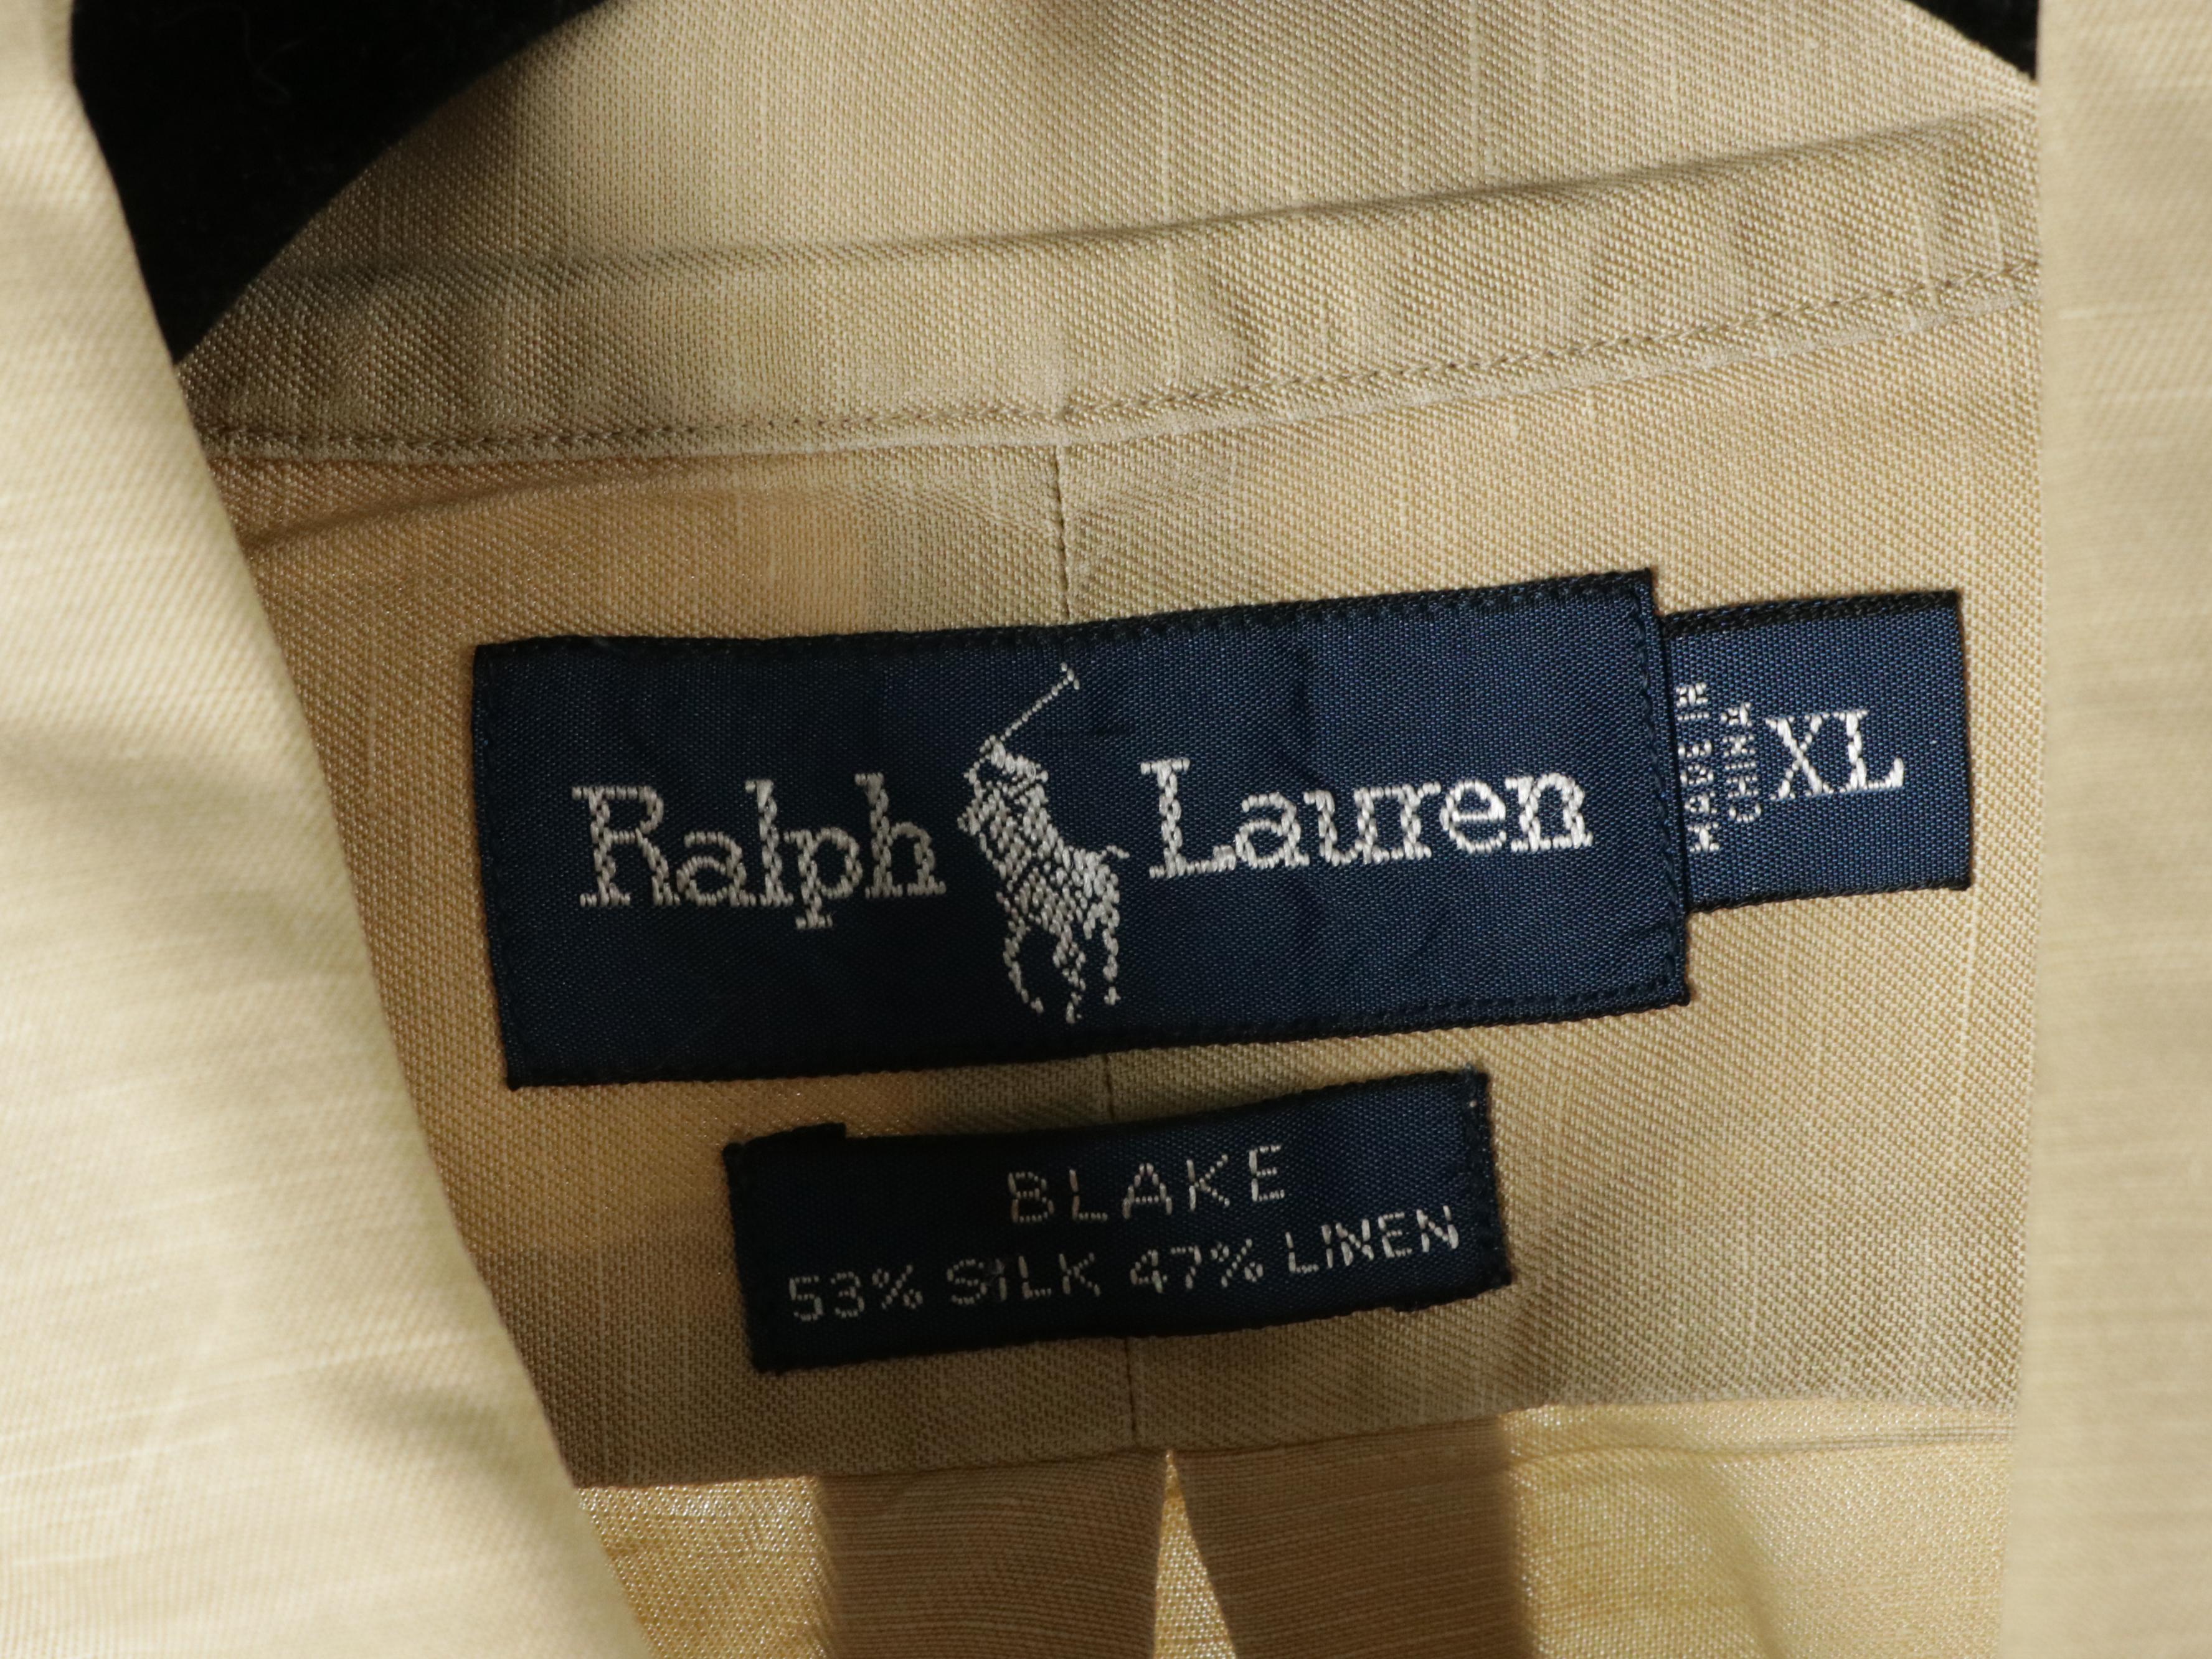 Ralph Lauren
MADE IN
CHINA
XL
BLAKE
53% SILK 47% LINEN